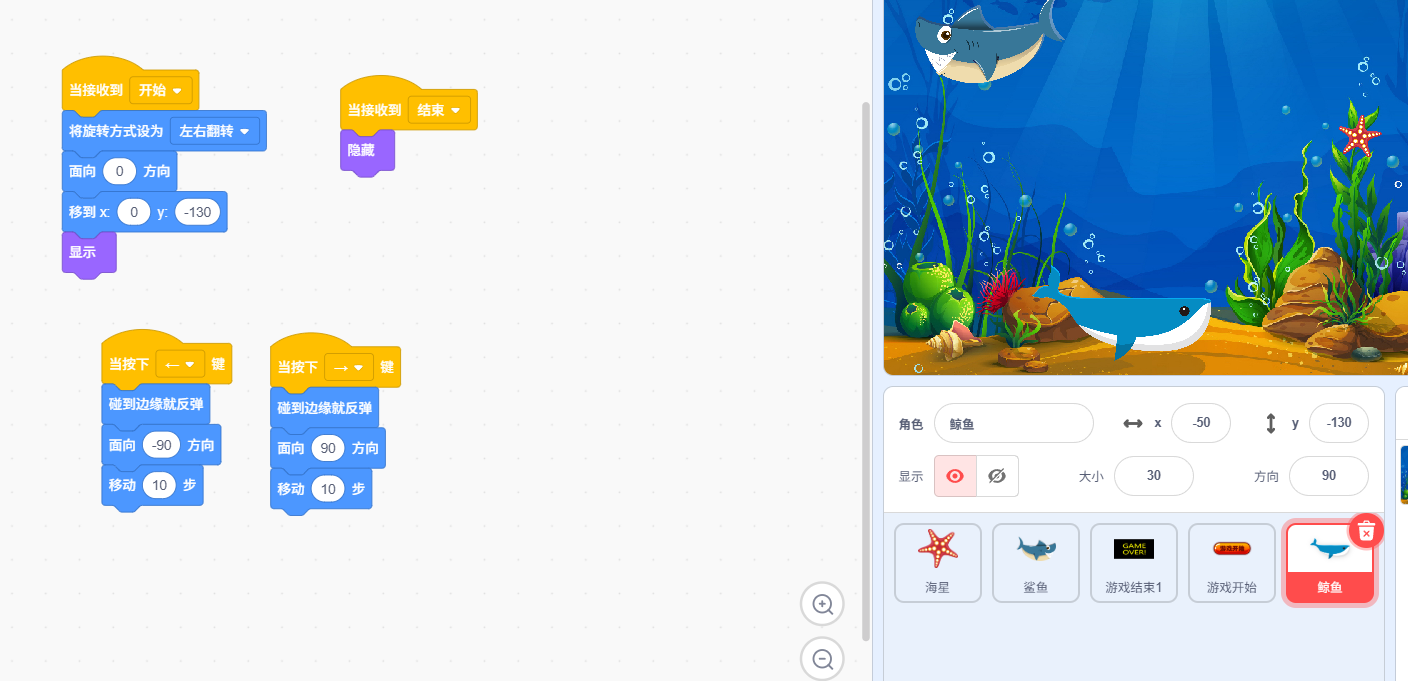 当接收到 开始
将旋转方式设为 左右翻转
面向 0 方向
移到 x: 0 y: -130
显示
当接收到 结束
隐藏
当按下 ← 键
碰到边缘就反弹
面向 -90 方向
移动 10 步
当按下 → 键
碰到边缘就反弹
面向 90 方向
移动 10 步
角色 鲸鱼 x -50 y -130
显示 大小 30 方向 90
GAME
OVER!
游戏开始
海星
鲨鱼
游戏结束1
游戏开始
鲸鱼